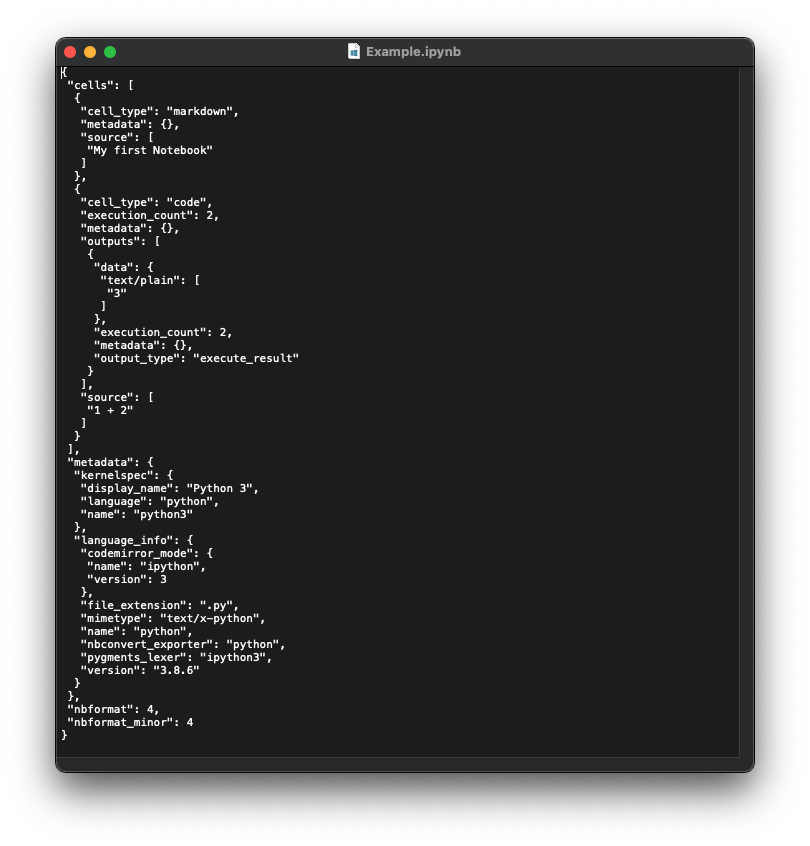 Example.ipynb
{
 "cells": [
  {
   "cell_type": "markdown",
   "metadata": {},
   "source": [
    "My first Notebook"
   ]
  },
  {
   "cell_type": "code",
   "execution_count": 2,
   "metadata": {},
   "outputs": [
    {
     "data": {
      "text/plain": [
       "3"
      ]
     },
     "execution_count": 2,
     "metadata": {},
     "output_type": "execute_result"
    }
   ],
   "source": [
    "1 + 2"
   ]
  }
 ],
 "metadata": {
  "kernelspec": {
   "display_name": "Python 3",
   "language": "python",
   "name": "python3"
  },
  "language_info": {
   "codemirror_mode": {
    "name": "ipython",
    "version": 3
   },
   "file_extension": ".py",
   "mimetype": "text/x-python",
   "name": "python",
   "nbconvert_exporter": "python",
   "pygments_lexer": "ipython3",
   "version": "3.8.6"
  }
 },
 "nbformat": 4,
 "nbformat_minor": 4
}